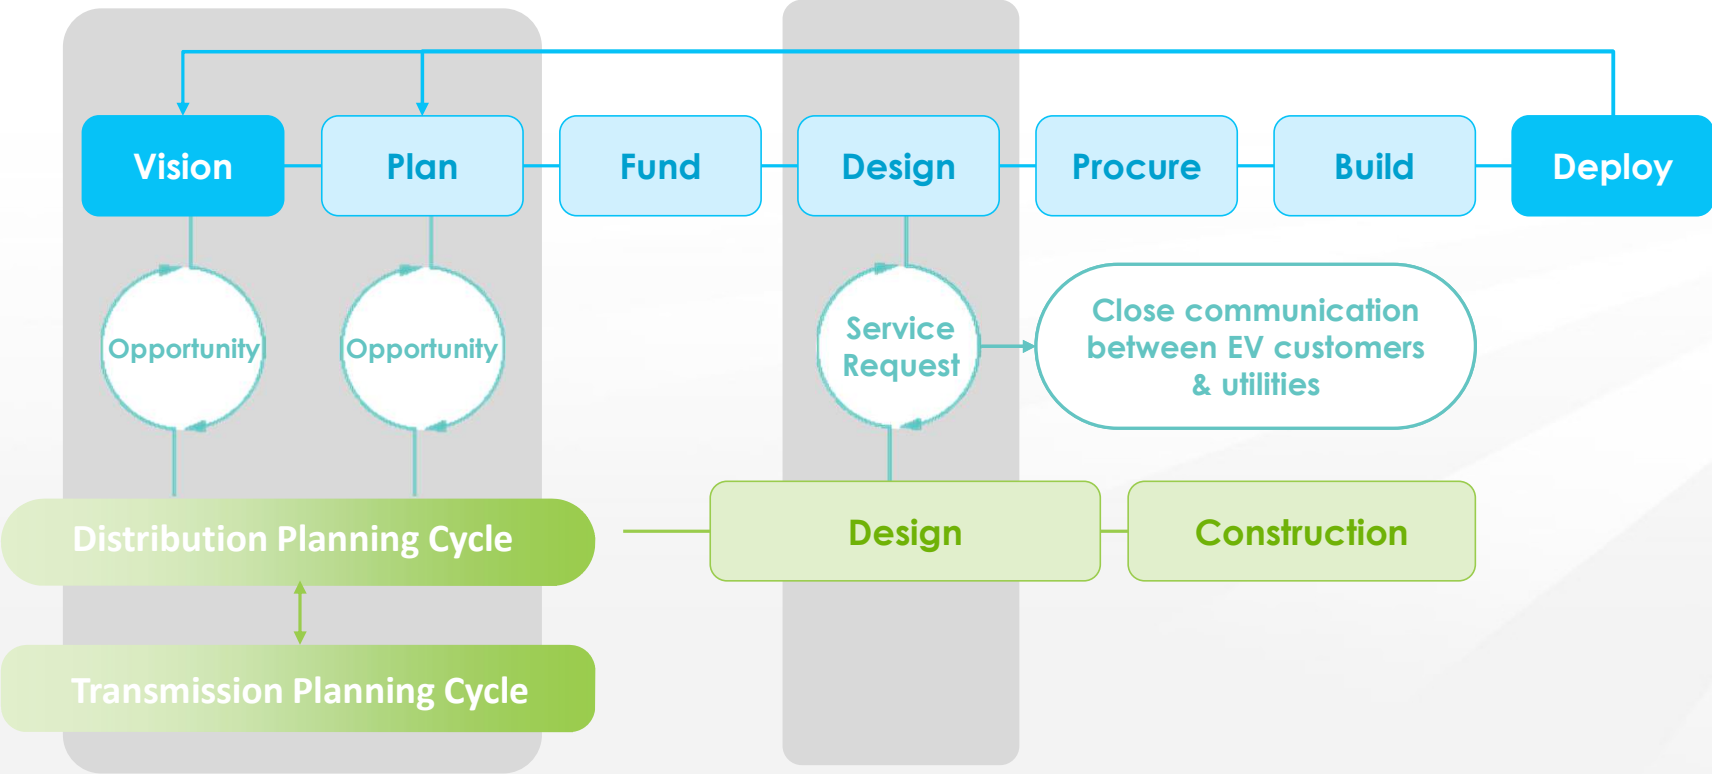 Vision
Plan
Fund
Design
Procure
Build
Deploy
Opportunity
Opportunity
Service
Request
Close communication
between EV customers
& utilities
Distribution Planning Cycle
Design
Construction
Transmission Planning Cycle